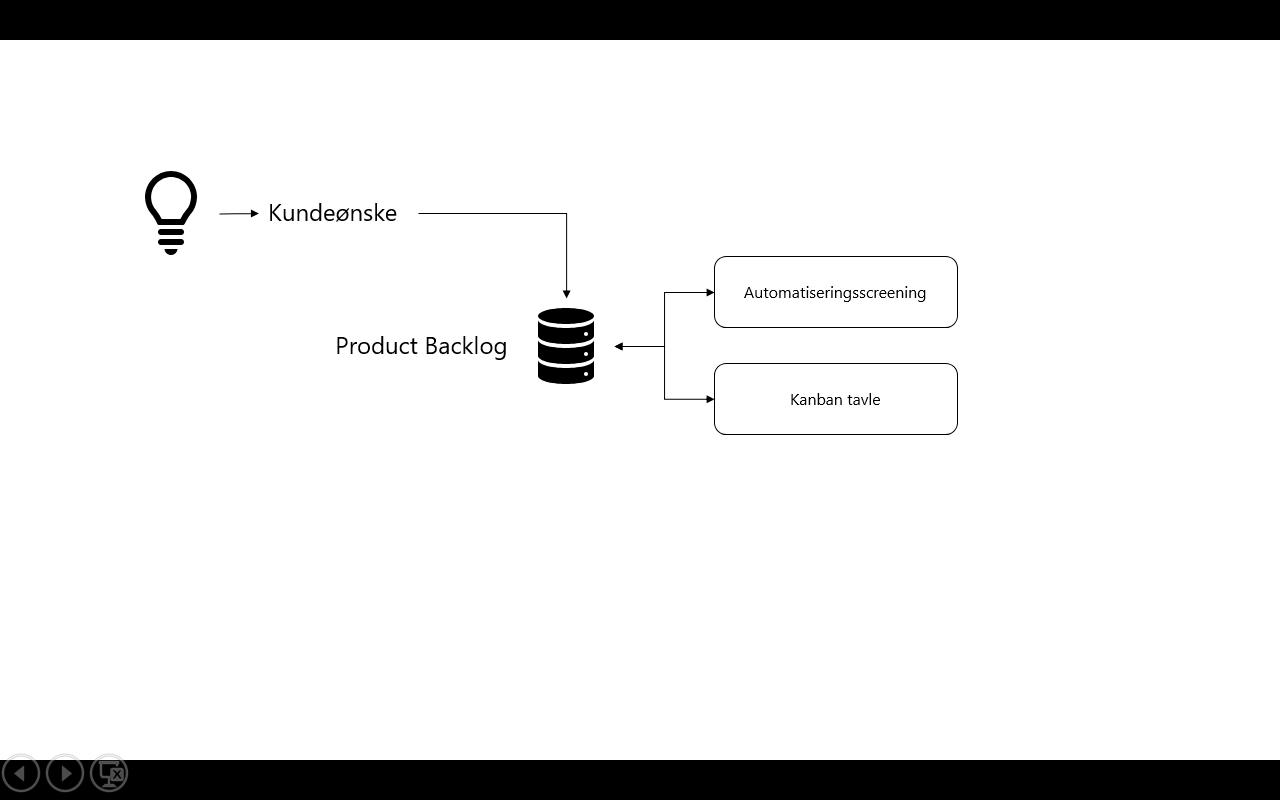 Kundeønske
Automatiseringsscreening
Product Backlog
Kanban tavle